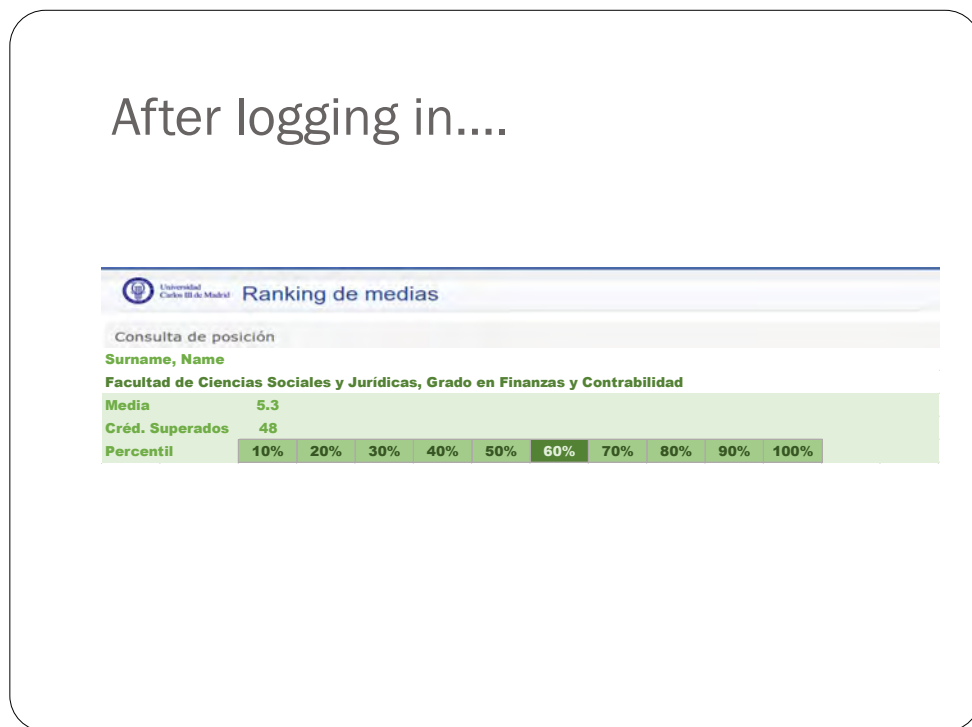 After logging in....
Universidad
Carlos III de Madrid
Ranking de medias
Consulta de posición
Surname, Name
Facultad de Ciencias Sociales y Jurídicas, Grado en Finanzas y Contrabilidad
Media 5.3
Créd. Superados 48
Percentil 10% 20% 30% 40% 50% 60% 70% 80% 90% 100%